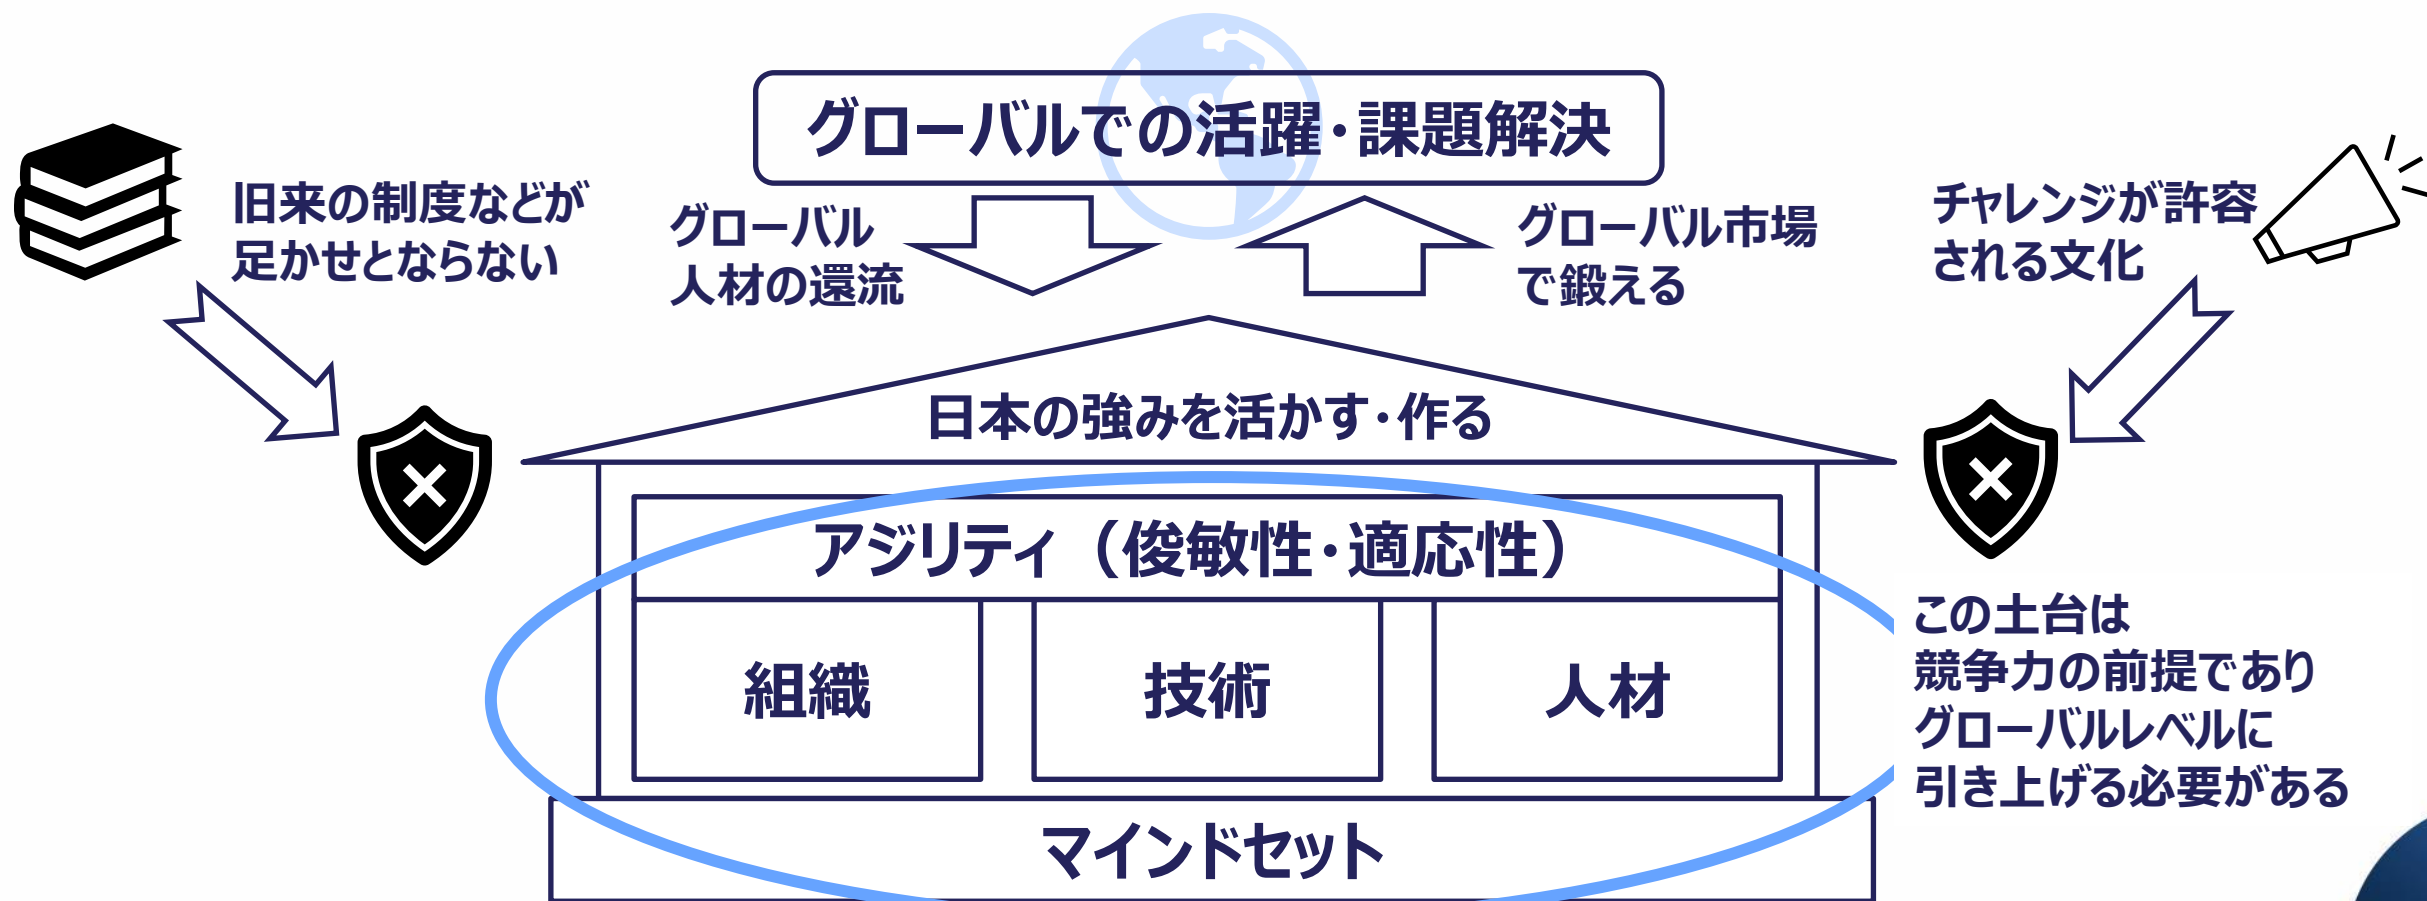 グローバルでの活躍・課題解決
旧来の制度などが
足かせとならない
グローバル
人材の還流
グローバル市場
で鍛える
チャレンジが許容
される文化
日本の強みを活かす・作る
アジリティ（俊敏性・適応性）
組織
技術
人材
マインドセット
この土台は
競争力の前提であり
グローバルレベルに
引き上げる必要がある